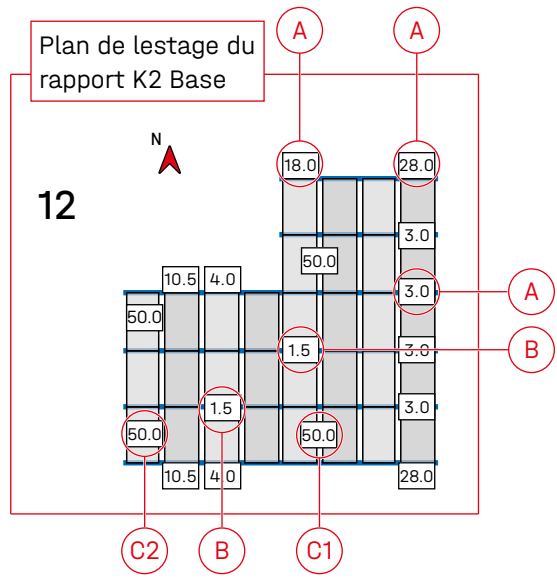 A A
Plan de lestage du
rapport K2 Base
N
12
18.0 28.0
3.0
50.0
10.5 4.0 3.0 A
50.0
1.5 3.0 B
1.5 3.0
50.0 50.0
10.5 4.0 28.0
C2 B C1